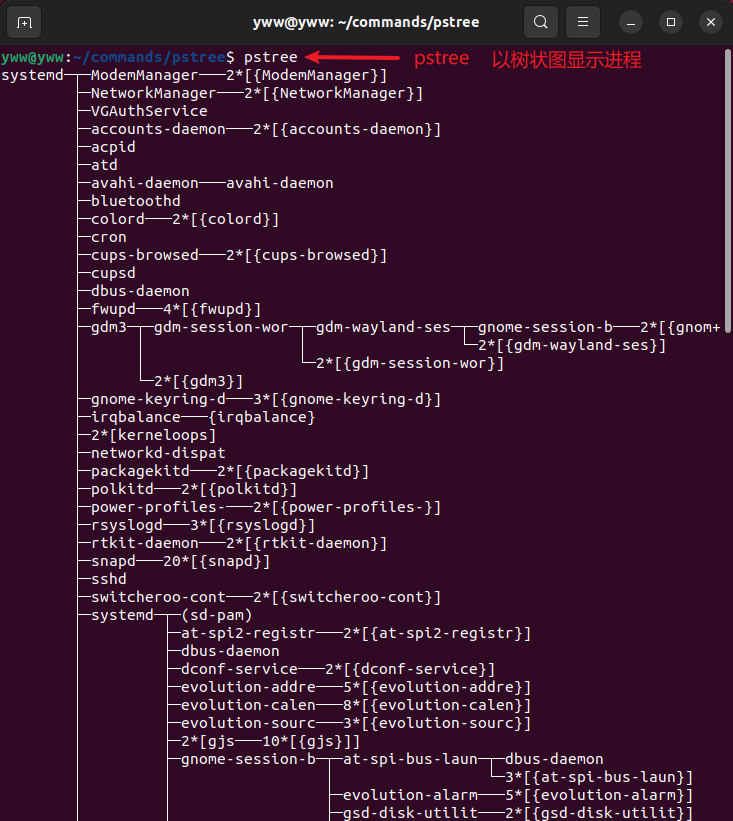 yww@yww: ~/commands/pstree
yww@yww:~/commands/pstree$ pstree pstree 以树状图显示进程
systemd─┬─ModemManager───2*[{ModemManager}]
├─NetworkManager───2*[{NetworkManager}]
├─VGAuthService
├─accounts-daemon───2*[{accounts-daemon}]
├─acpid
├─atd
├─avahi-daemon───avahi-daemon
├─bluetoothd
├─colord───2*[{colord}]
├─cron
├─cups-browsed───2*[{cups-browsed}]
├─cupsd
├─dbus-daemon
├─fwupd───4*[{fwupd}]
├─gdm3─┬─gdm-session-wor─┬─gdm-wayland-ses─┬─gnome-session-b───2*[{gnom+
│ │ │ └─2*[{gdm-wayland-ses}]
│ │ └─2*[{gdm-session-wor}]
│ └─2*[{gdm3}]
├─gnome-keyring-d───3*[{gnome-keyring-d}]
├─irqbalance───{irqbalance}
├─2*[kerneloops]
├─networkd-dispat
├─packagekitd───2*[{packagekitd}]
├─polkitd───2*[{polkitd}]
├─power-profiles-───2*[{power-profiles-}]
├─rsyslogd───3*[{rsyslogd}]
├─rtkit-daemon───2*[{rtkit-daemon}]
├─snapd───20*[{snapd}]
├─sshd
├─switcheroo-cont───2*[{switcheroo-cont}]
├─systemd─┬─(sd-pam)
│ ├─at-spi2-registr───2*[{at-spi2-registr}]
│ ├─dbus-daemon
│ ├─dconf-service───2*[{dconf-service}]
│ ├─evolution-addre───5*[{evolution-addre}]
│ ├─evolution-calen───8*[{evolution-calen}]
│ ├─evolution-sourc───3*[{evolution-sourc}]
│ ├─2*[gjs───10*[{gjs}]]
│ ├─gnome-session-b─┬─at-spi-bus-laun─┬─dbus-daemon
│ │ │ └─3*[{at-spi-bus-laun}]
│ │ ├─evolution-alarm───5*[{evolution-alarm}]
│ │ ├─gsd-disk-utilit───2*[{gsd-disk-utilit}]